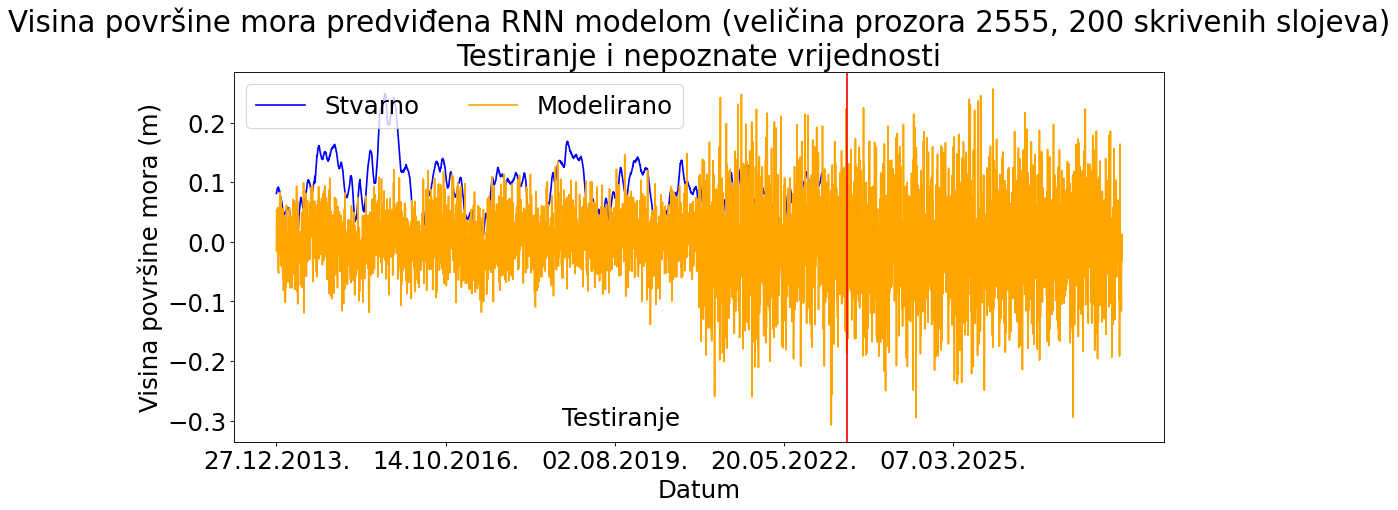 Visina površine mora predviđena RNN modelom (veličina prozora 2555, 200 skrivenih slojeva)
Testiranje i nepoznate vrijednosti
Stvarno Modelirano
Visina površine mora (m)
0.2
0.1
0.0
−0.1
−0.2
−0.3
Testiranje
27.12.2013. 14.10.2016. 02.08.2019. 20.05.2022. 07.03.2025.
Datum